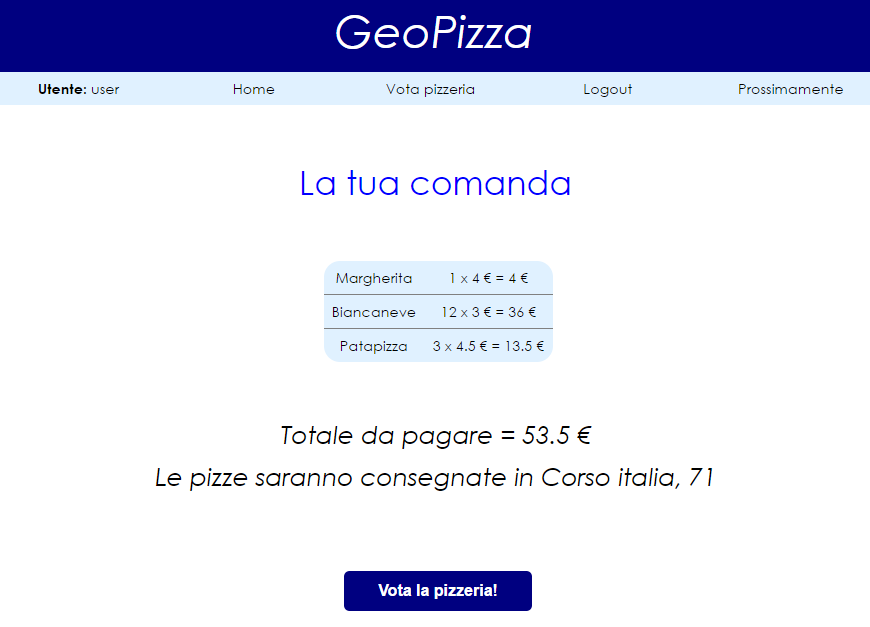 GeoPizza
Utente: user Home Vota pizzeria Logout Prossimamente
La tua comanda
Margherita 1 x 4 € = 4 €
Biancaneve 12 x 3 € = 36 €
Patapizza 3 x 4.5 € = 13.5 €
Totale da pagare = 53.5 €
Le pizze saranno consegnate in Corso italia, 71
Vota la pizzeria!